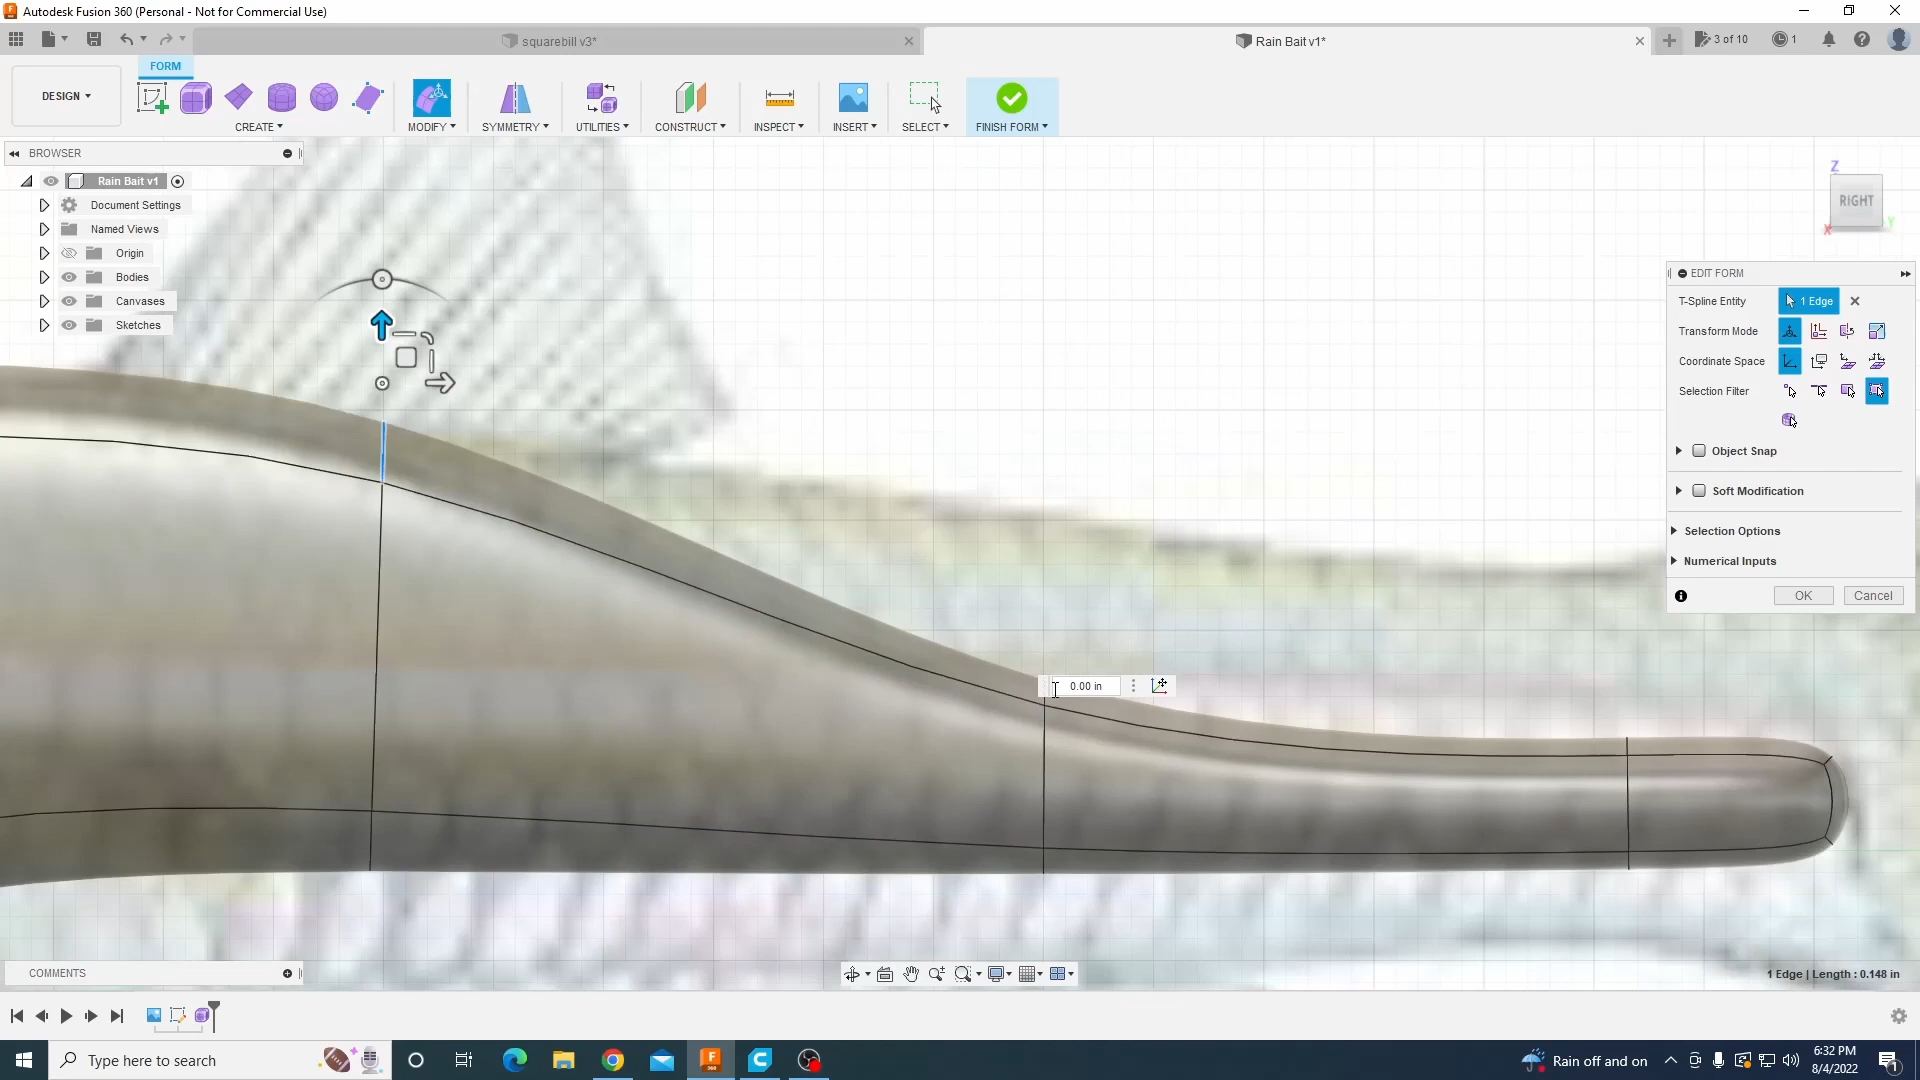 Autodesk Fusion 360 (Personal - Not for Commercial Use)
squarebill v3*
Rain Bait v1*
3 of 10
1
DESIGN
FORM
CREATE
MODIFY
SYMMETRY
UTILITIES
CONSTRUCT
INSPECT
INSERT
SELECT
FINISH FORM
BROWSER
Rain Bait v1
Document Settings
Named Views
Origin
Bodies
Canvases
Sketches
Z
RIGHT
X
Y
EDIT FORM
T-Spline Entity
1 Edge
Transform Mode
Coordinate Space
Selection Filter
Object Snap
Soft Modification
Selection Options
Numerical Inputs
OK
Cancel
0.00 in
COMMENTS
1 Edge | Length : 0.148 in
Type here to search
F
360
Rain off and on
6:32 PM
8/4/2022
1